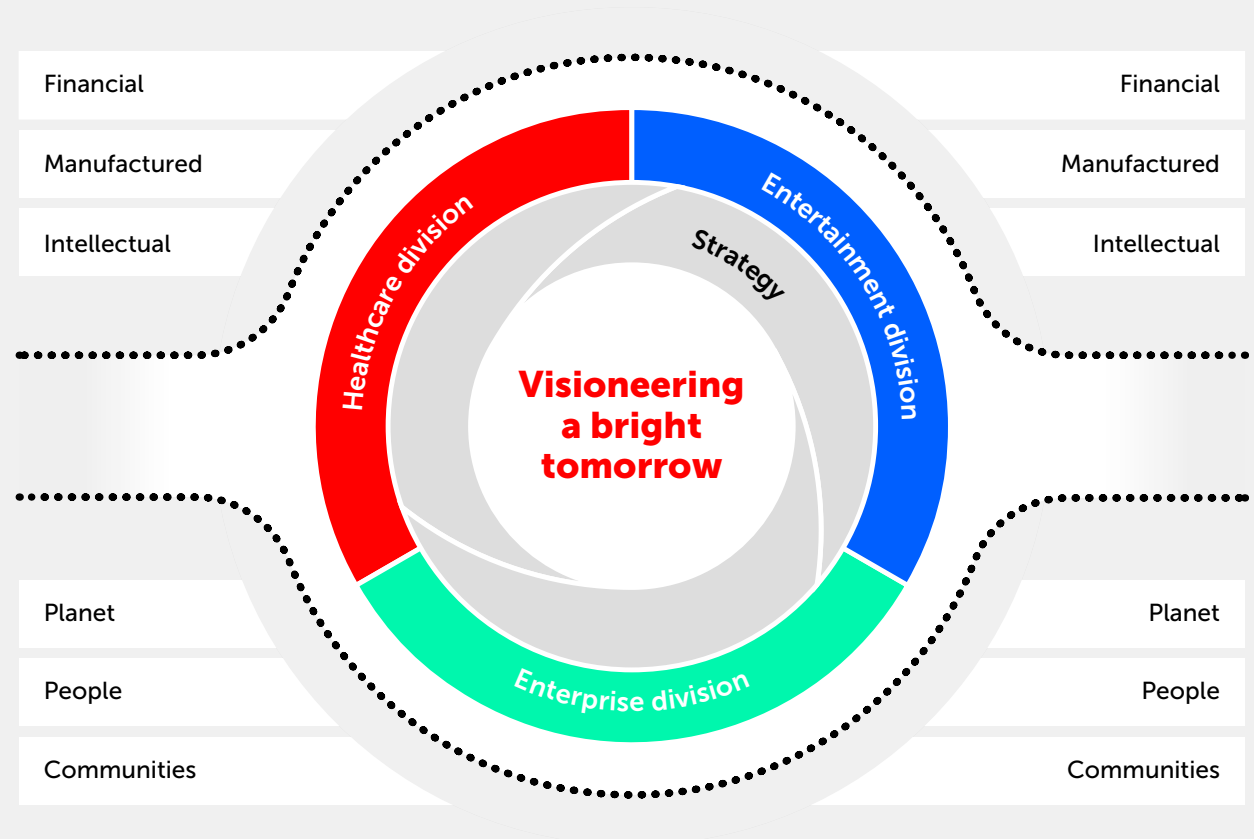 Financial
Manufactured
Intellectual
Planet
People
Communities
Healthcare division
Entertainment division
Enterprise division
Strategy
Visioneering
a bright
tomorrow
Financial
Manufactured
Intellectual
Planet
People
Communities